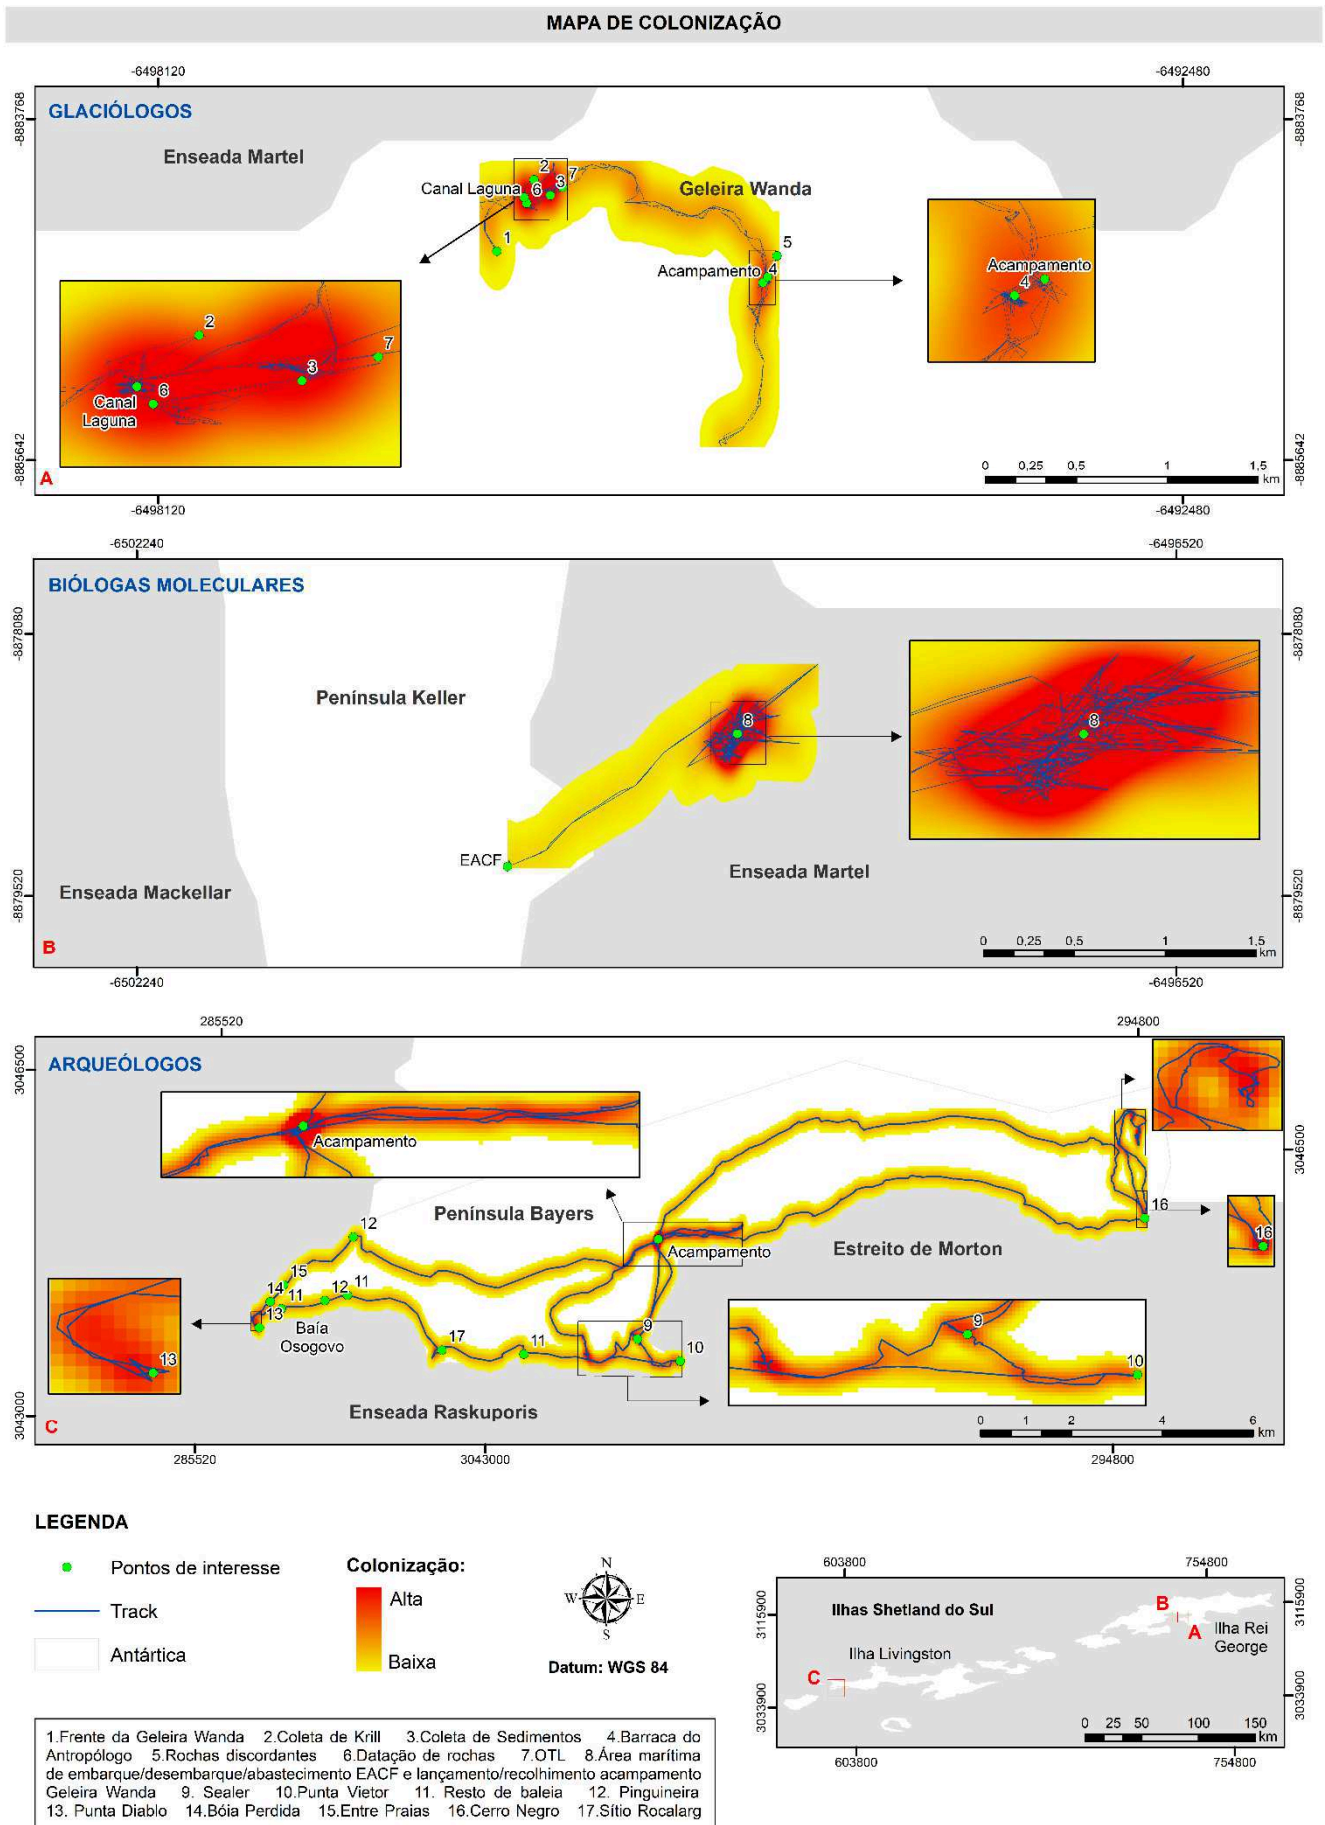 MAPA DE COLONIZAÇÃO
-6498120
-6492480
-8883768
-8883768
GLACIÓLOGOS
Enseada Martel
2
7
Canal Laguna
6
3
Geleira Wanda
1
5
Acampamento
4
Acampamento
4
2
7
3
6
Canal
Laguna
-8885642
-8885642
A
0
0,25
0,5
1
1,5
km
-6498120
-6492480
-6502240
-6496520
BIÓLOGAS MOLECULARES
-8878080
-8878080
Península Keller
8
8
EACF
Enseada Martel
Enseada Mackellar
-8879520
-8879520
B
0
0,25
0,5
1
1,5
km
-6502240
-6496520
285520
294800
ARQUEÓLOGOS
3046500
3046500
Acampamento
Península Bayers
12
Acampamento
16
16
Estreito de Morton
15
14
11
12
11
13
Baía
Osogovo
13
17
11
9
10
9
10
Enseada Raskuporis
3043000
C
0
1
2
4
6
km
285520
3043000
294800
LEGENDA
Pontos de interesse
Track
Antártica
Colonização:
Alta
Baixa
N
W
E
S
Datum: WGS 84
603800
754800
3115900
3115900
Ilhas Shetland do Sul
B
A
Ilha Rei
George
Ilha Livingston
C
3033900
3033900
0
25
50
100
150
km
603800
754800
1.Frente da Geleira Wanda 2.Coleta de Krill 3.Coleta de Sedimentos 4.Barraca do
Antropólogo 5.Rochas discordantes 6.Datação de rochas 7.OTL 8.Área marítima
de embarque/desembarque/abastecimento EACF e lançamento/recolhimento acampamento
Geleira Wanda 9. Sealer 10.Punta Vietor 11. Resto de baleia 12. Pinguineira
13. Punta Diablo 14.Bóia Perdida 15.Entre Praias 16.Cerro Negro 17.Sítio Rocalarg